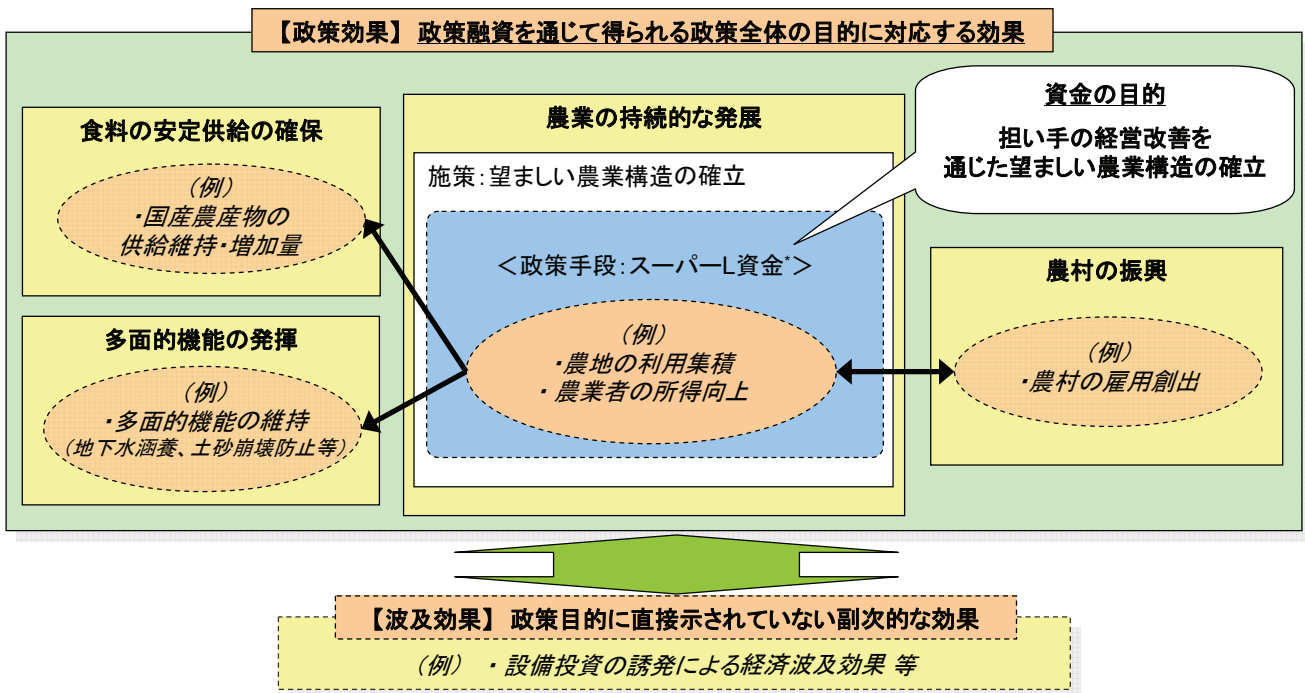 【政策効果】 政策融資を通じて得られる政策全体の目的に対応する効果
食料の安定供給の確保
(例)
・国産農産物の
供給維持・増加量
多面的機能の発揮
(例)
・多面的機能の維持
(地下水涵養、土砂崩壊防止等)
農業の持続的な発展
施策:望ましい農業構造の確立
<政策手段:スーパーL資金*>
(例)
・農地の利用集積
・農業者の所得向上
資金の目的
担い手の経営改善を
通じた望ましい農業構造の確立
農村の振興
(例)
・農村の雇用創出
【波及効果】 政策目的に直接示されていない副次的な効果
(例) ・設備投資の誘発による経済波及効果 等